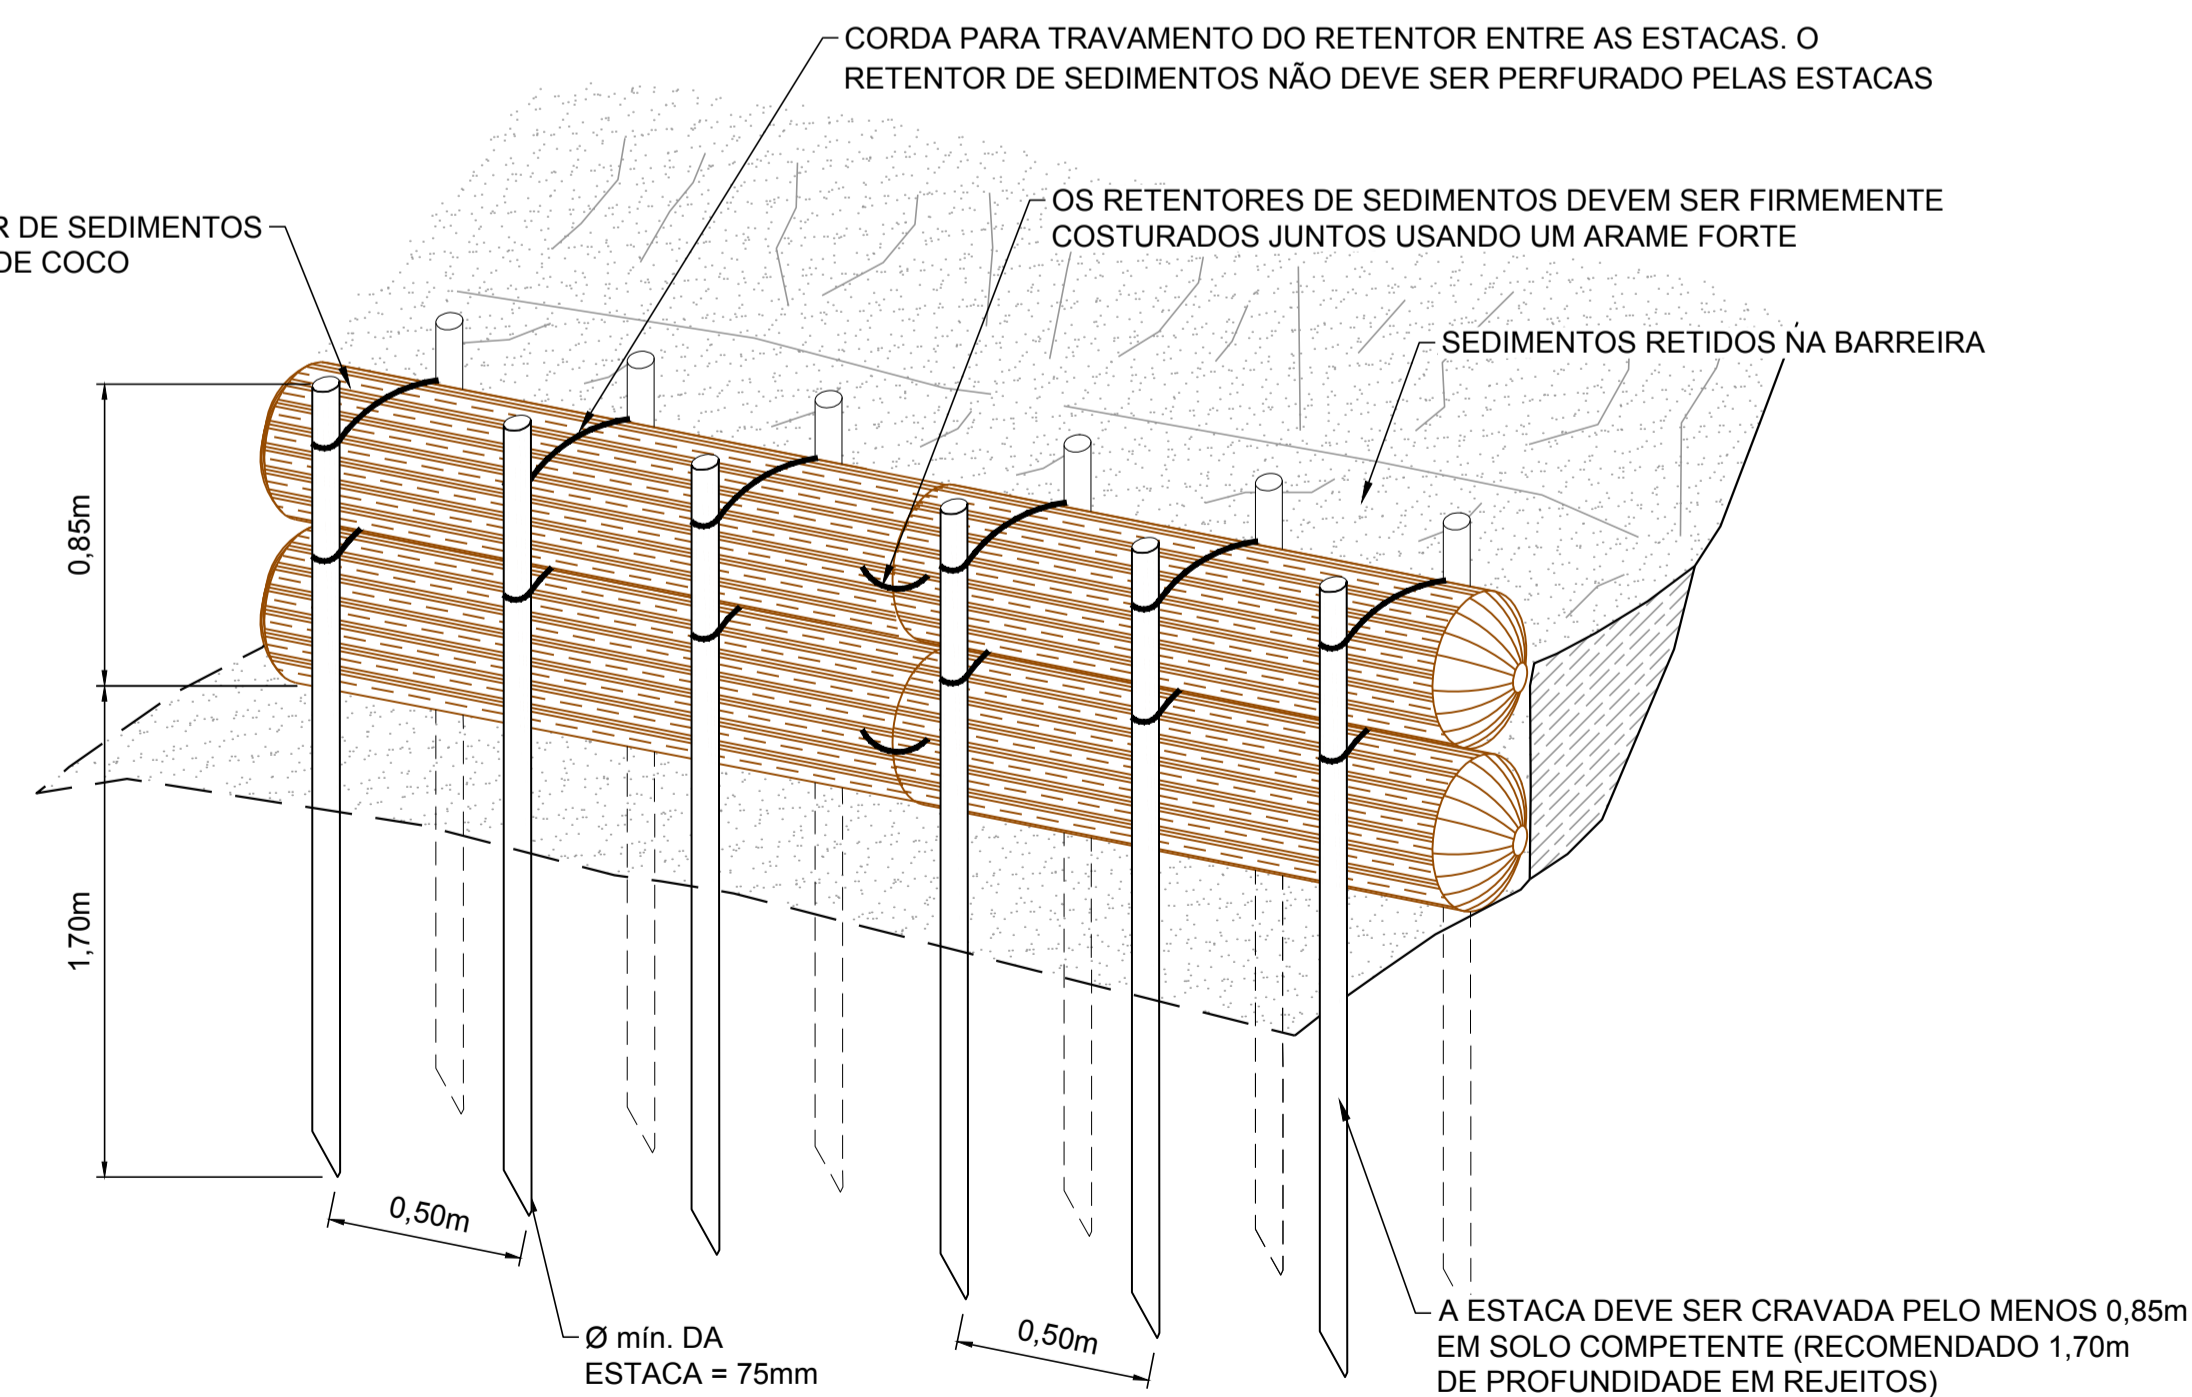 CORDA PARA TRAVAMENTO DO RETENTOR ENTRE AS ESTACAS. O
RETENTOR DE SEDIMENTOS NÃO DEVE SER PERFURADO PELAS ESTACAS
OS RETENTORES DE SEDIMENTOS DEVEM SER FIRMEMENTE
COSTURADOS JUNTOS USANDO UM ARAME FORTE
R DE SEDIMENTOS
DE COCO
SEDIMENTOS RETIDOS NA BARREIRA
0,85m
1,70m
0,50m
0,50m
Ø mín. DA
ESTACA = 75mm
A ESTACA DEVE SER CRAVADA PELO MENOS 0,85m
EM SOLO COMPETENTE (RECOMENDADO 1,70m
DE PROFUNDIDADE EM REJEITOS)